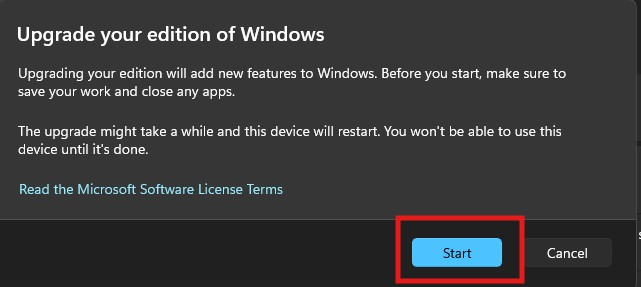 Upgrade your edition of Windows
Upgrading your edition will add new features to Windows. Before you start, make sure to
save your work and close any apps.
The upgrade might take a while and this device will restart. You won't be able to use this
device until it's done.
Read the Microsoft Software License Terms
Start
Cancel